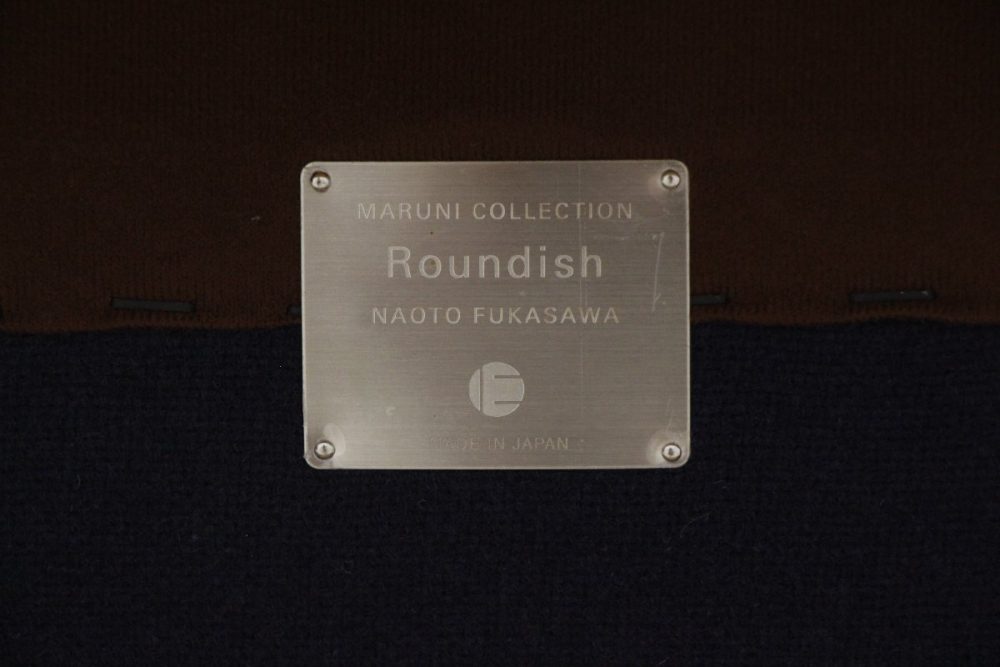 MARUNI COLLECTION
Roundish
NAOTO FUKASAWA
MADE IN JAPAN